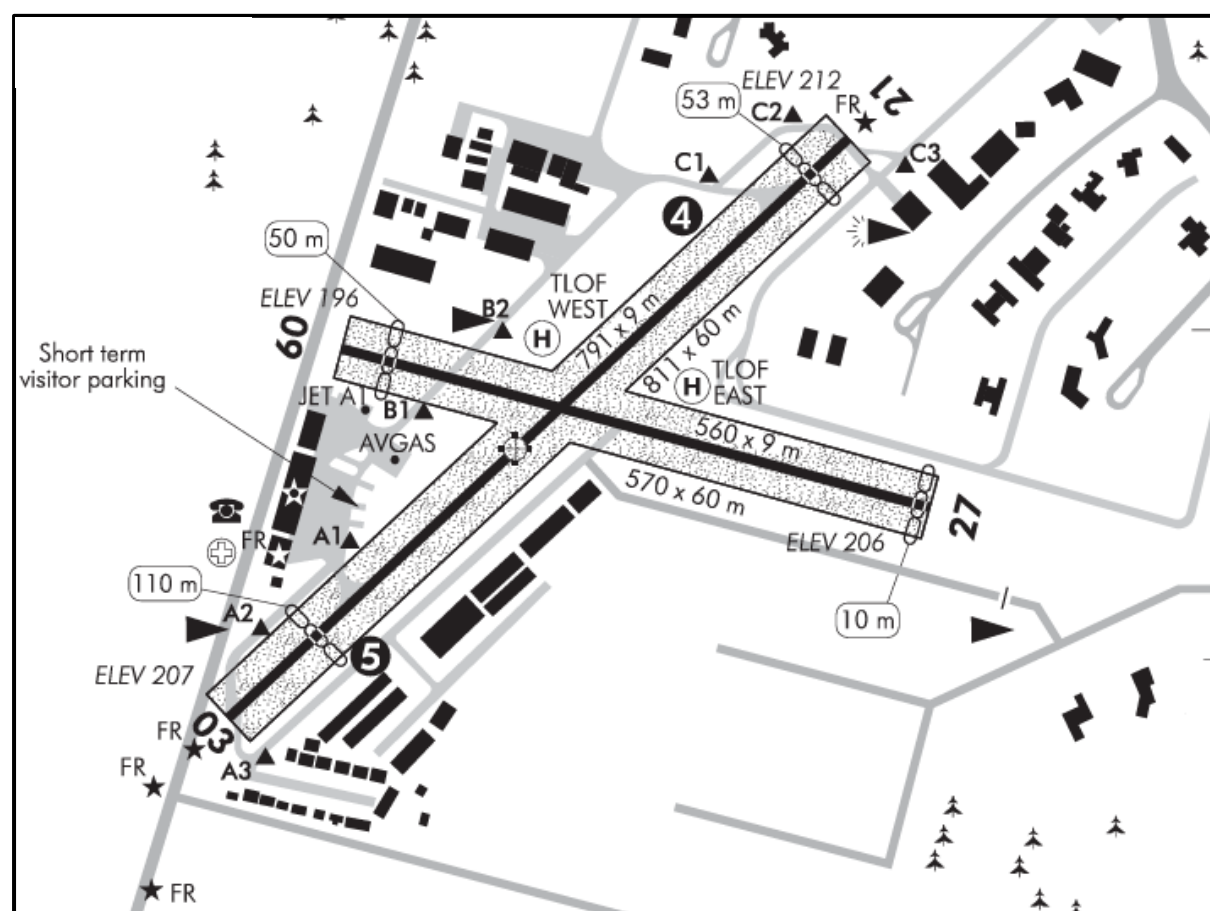 ELEV 212
21
53 m
C2
FR
C1
C3
4
50 m
ELEV 196
B2
TLOF
WEST
H
09
791 x 9 m
811 x 60 m
Short term
visitor parking
H
TLOF
EAST
JET A1
B1
560 x 9 m
AVGAS
570 x 60 m
27
ELEV 206
A1
FR
110 m
10 m
A2
5
ELEV 207
03
FR
A3
FR
FR